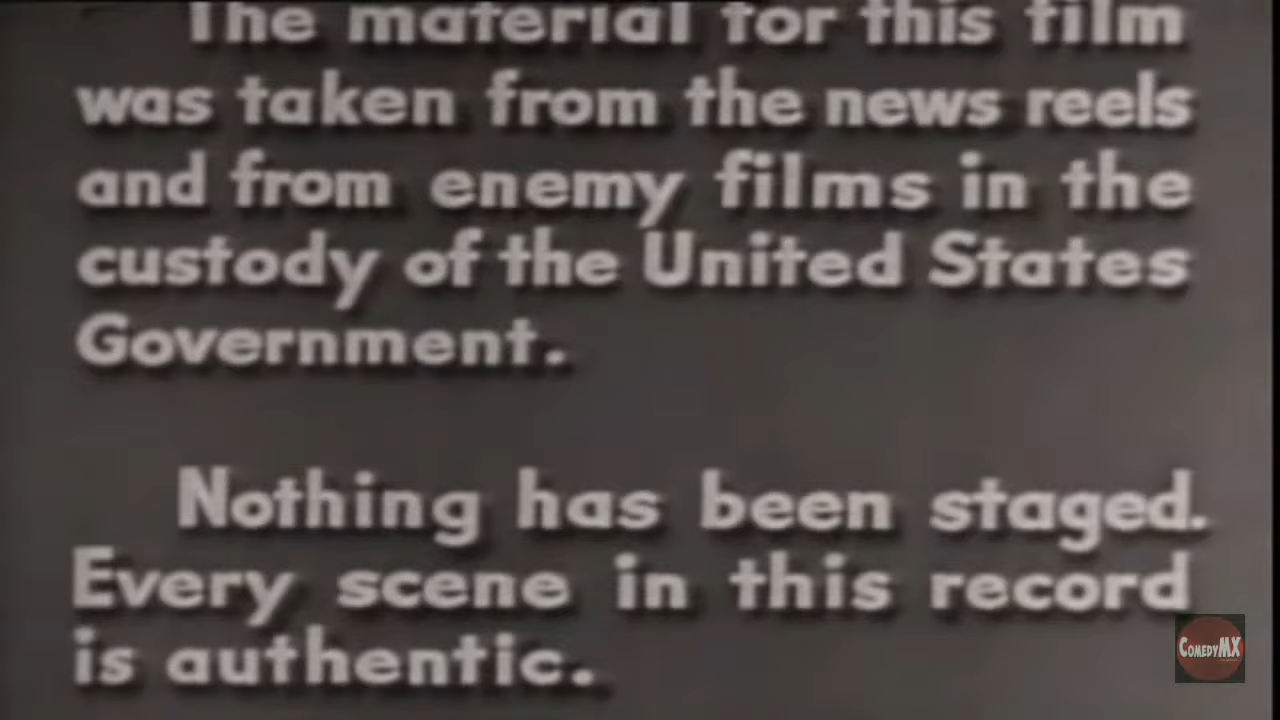 The material for this film
was taken from the news reels
and from enemy films in the
custody of the United States
Government.
Nothing has been staged.
Every scene in this record
is authentic.
COMEDYMX